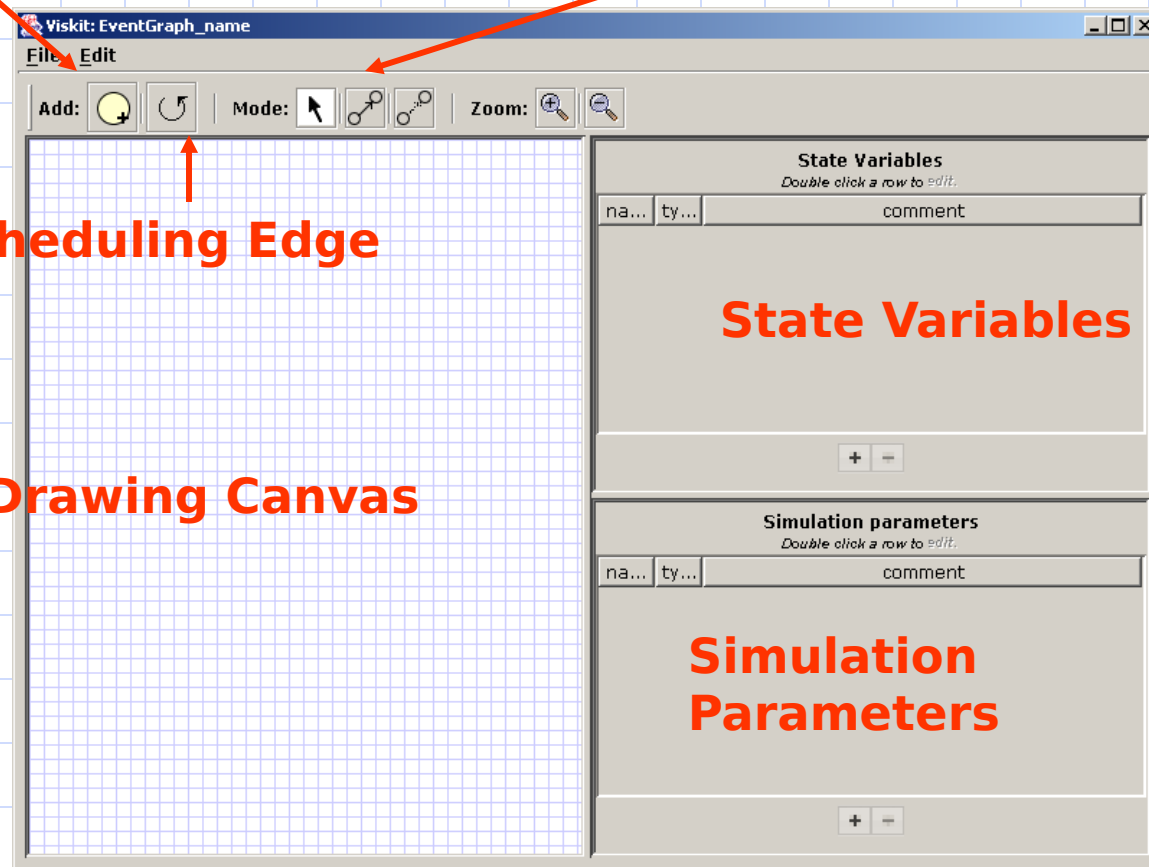 Viskit: EventGraph_name
File Edit
Add: Mode: Zoom:
State Variables
Double click a row to edit.
na... ty... comment
heduling Edge
State Variables
+ -
Drawing Canvas
Simulation parameters
Double click a row to edit.
na... ty... comment
Simulation
Parameters
+ -